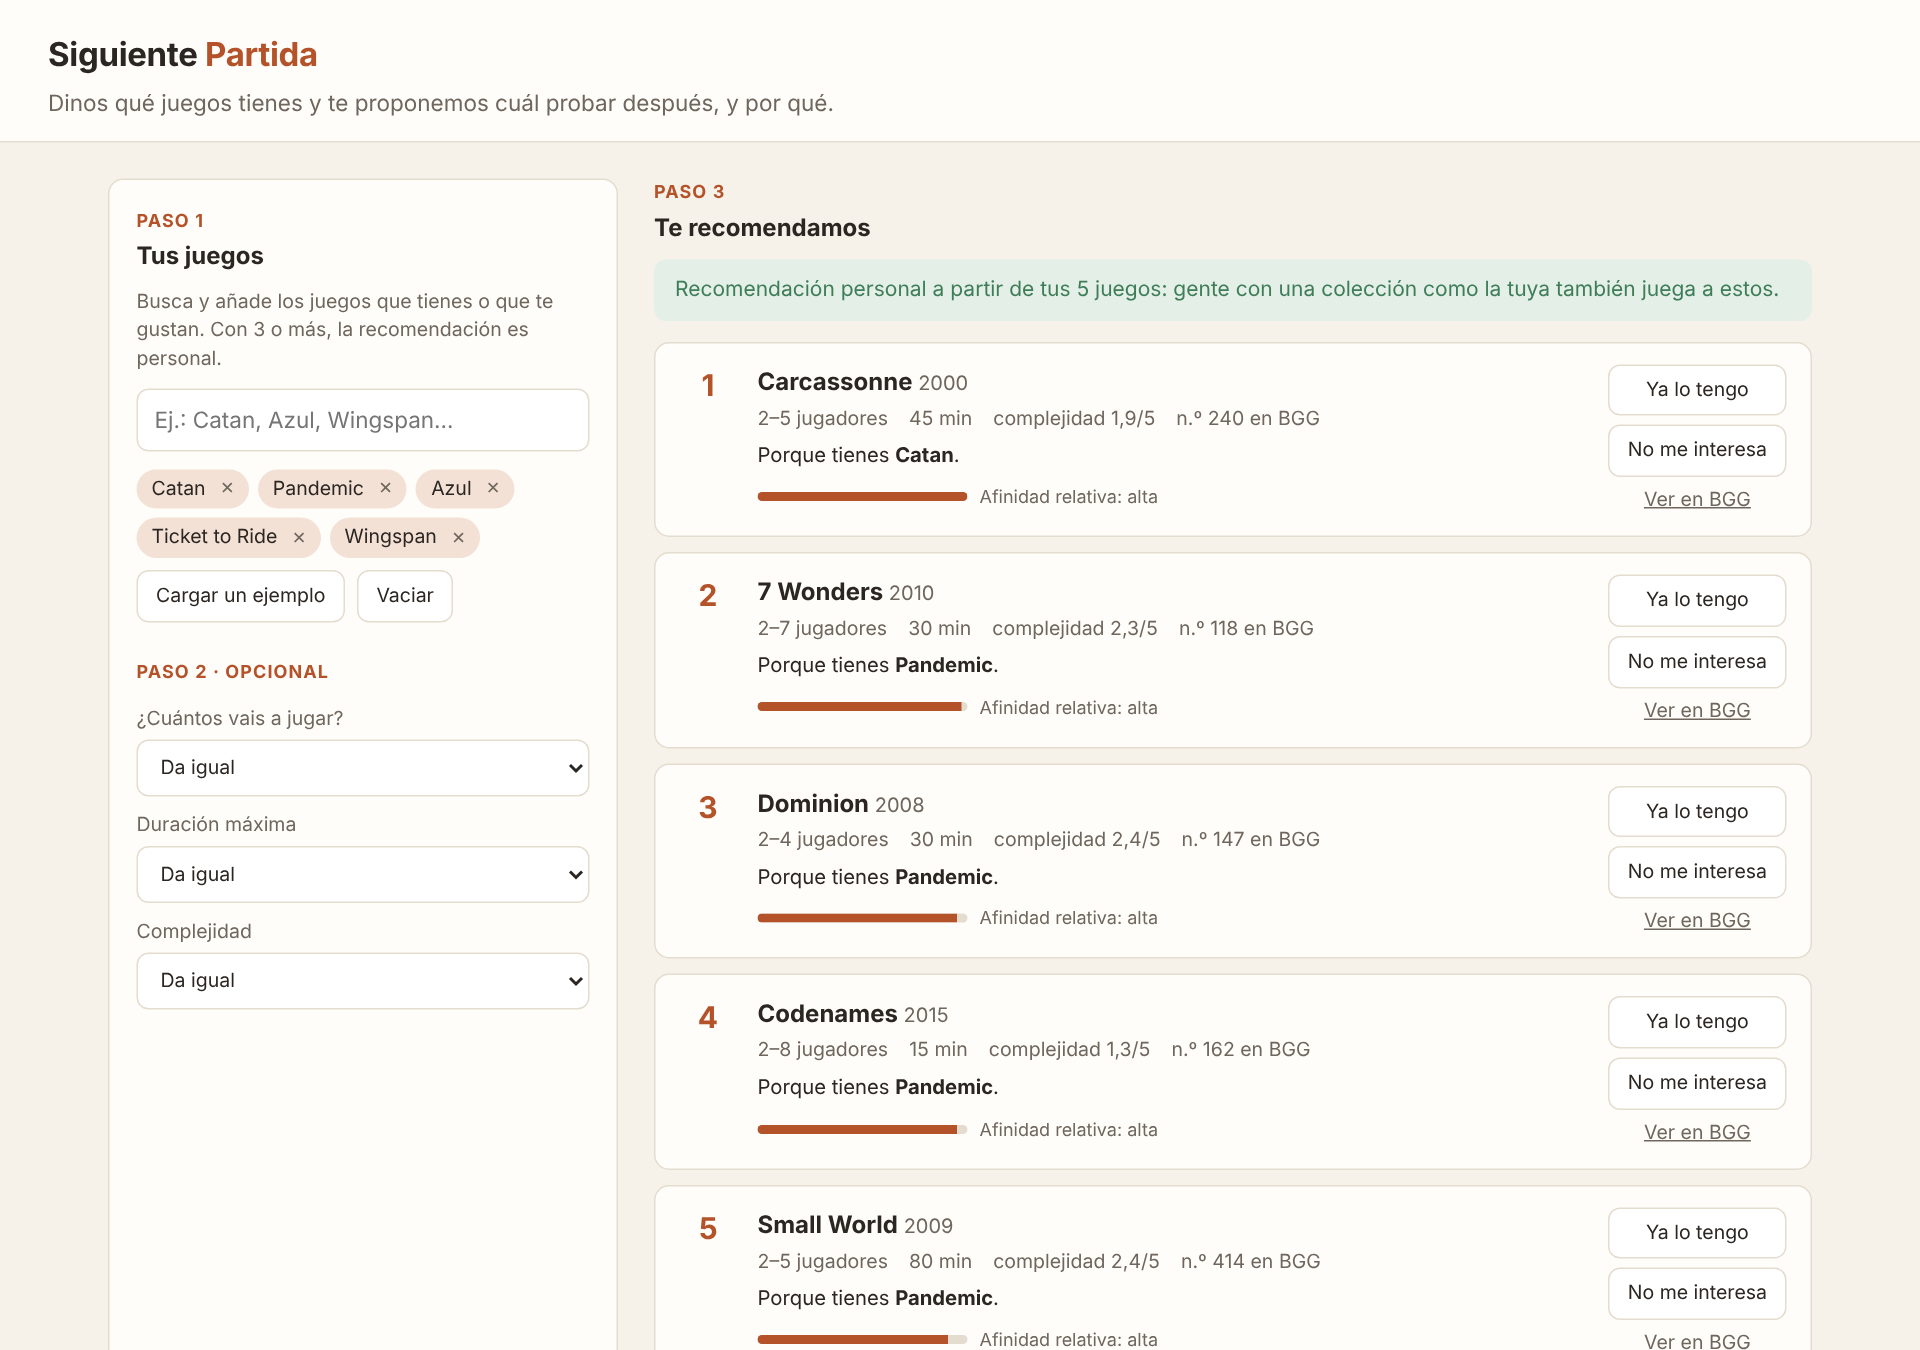 Siguiente Partida
Dinos qué juegos tienes y te proponemos cuál probar después, y por qué.
PASO 1
Tus juegos
Busca y añade los juegos que tienes o que te
gustan. Con 3 o más, la recomendación es
personal.
Ej.: Catan, Azul, Wingspan...
Catan × Pandemic × Azul ×
Ticket to Ride × Wingspan ×
Cargar un ejemplo Vaciar
PASO 2 · OPCIONAL
¿Cuántos vais a jugar?
Da igual
Duración máxima
Da igual
Complejidad
Da igual
PASO 3
Te recomendamos
Recomendación personal a partir de tus 5 juegos: gente con una colección como la tuya también juega a estos.
1 Carcassonne 2000
2–5 jugadores 45 min complejidad 1,9/5 n.º 240 en BGG
Porque tienes Catan.
Afinidad relativa: alta
Ya lo tengo
No me interesa
Ver en BGG
2 7 Wonders 2010
2–7 jugadores 30 min complejidad 2,3/5 n.º 118 en BGG
Porque tienes Pandemic.
Afinidad relativa: alta
Ya lo tengo
No me interesa
Ver en BGG
3 Dominion 2008
2–4 jugadores 30 min complejidad 2,4/5 n.º 147 en BGG
Porque tienes Pandemic.
Afinidad relativa: alta
Ya lo tengo
No me interesa
Ver en BGG
4 Codenames 2015
2–8 jugadores 15 min complejidad 1,3/5 n.º 162 en BGG
Porque tienes Pandemic.
Afinidad relativa: alta
Ya lo tengo
No me interesa
Ver en BGG
5 Small World 2009
2–5 jugadores 80 min complejidad 2,4/5 n.º 414 en BGG
Porque tienes Pandemic.
Afinidad relativa: alta
Ya lo tengo
No me interesa
Ver en BGG